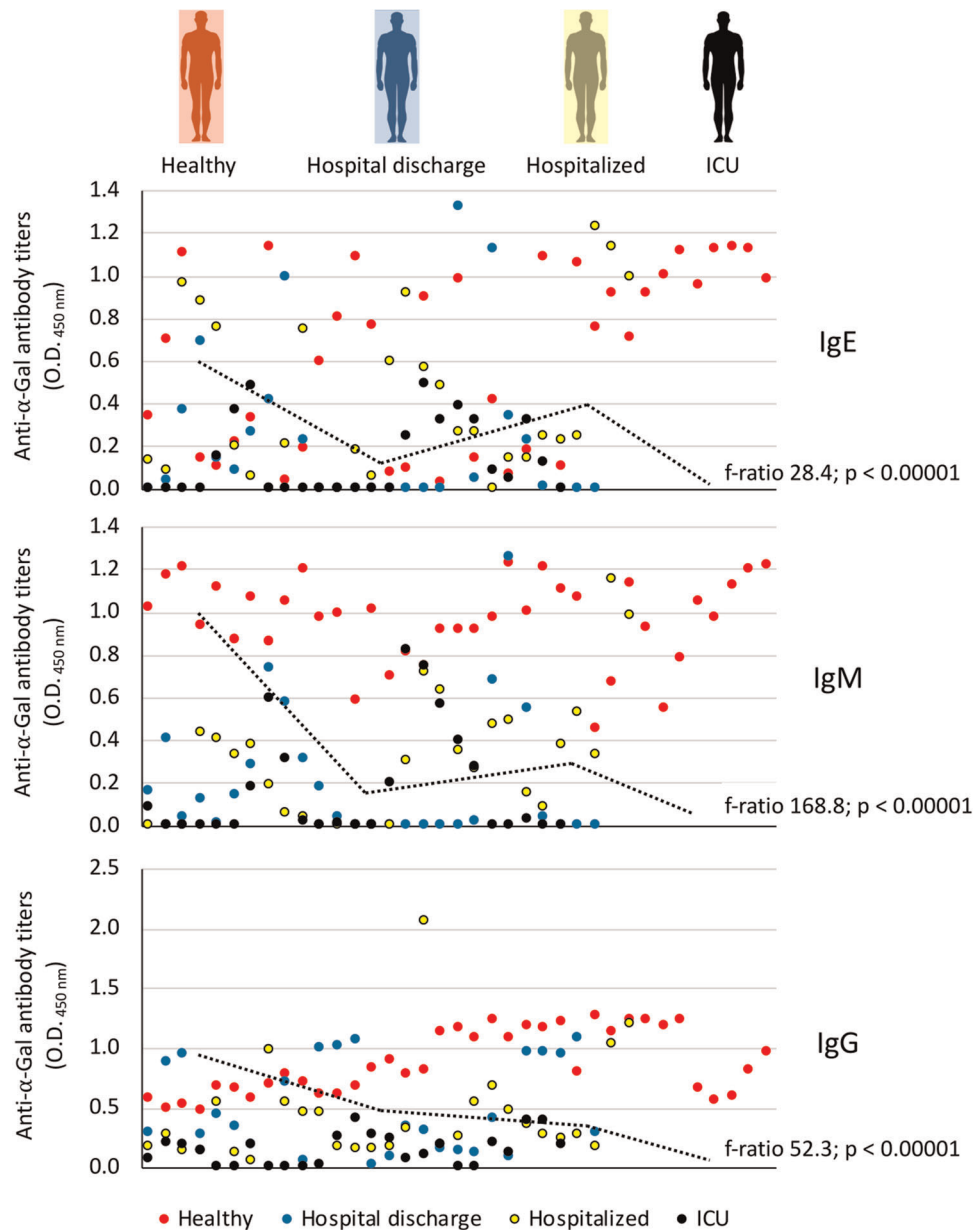 Healthy Hospital discharge Hospitalized ICU
Anti-α-Gal antibody titers
(O.D. 450 nm)
1.4
1.2
1.0
0.8
0.6
0.4
0.2
0.0
IgE
f-ratio 28.4; p < 0.00001
Anti-α-Gal antibody titers
(O.D. 450 nm)
1.4
1.2
1.0
0.8
0.6
0.4
0.2
0.0
IgM
f-ratio 168.8; p < 0.00001
Anti-α-Gal antibody titers
(O.D. 450 nm)
2.5
2.0
1.5
1.0
0.5
0.0
IgG
f-ratio 52.3; p < 0.00001
Healthy Hospital discharge Hospitalized ICU